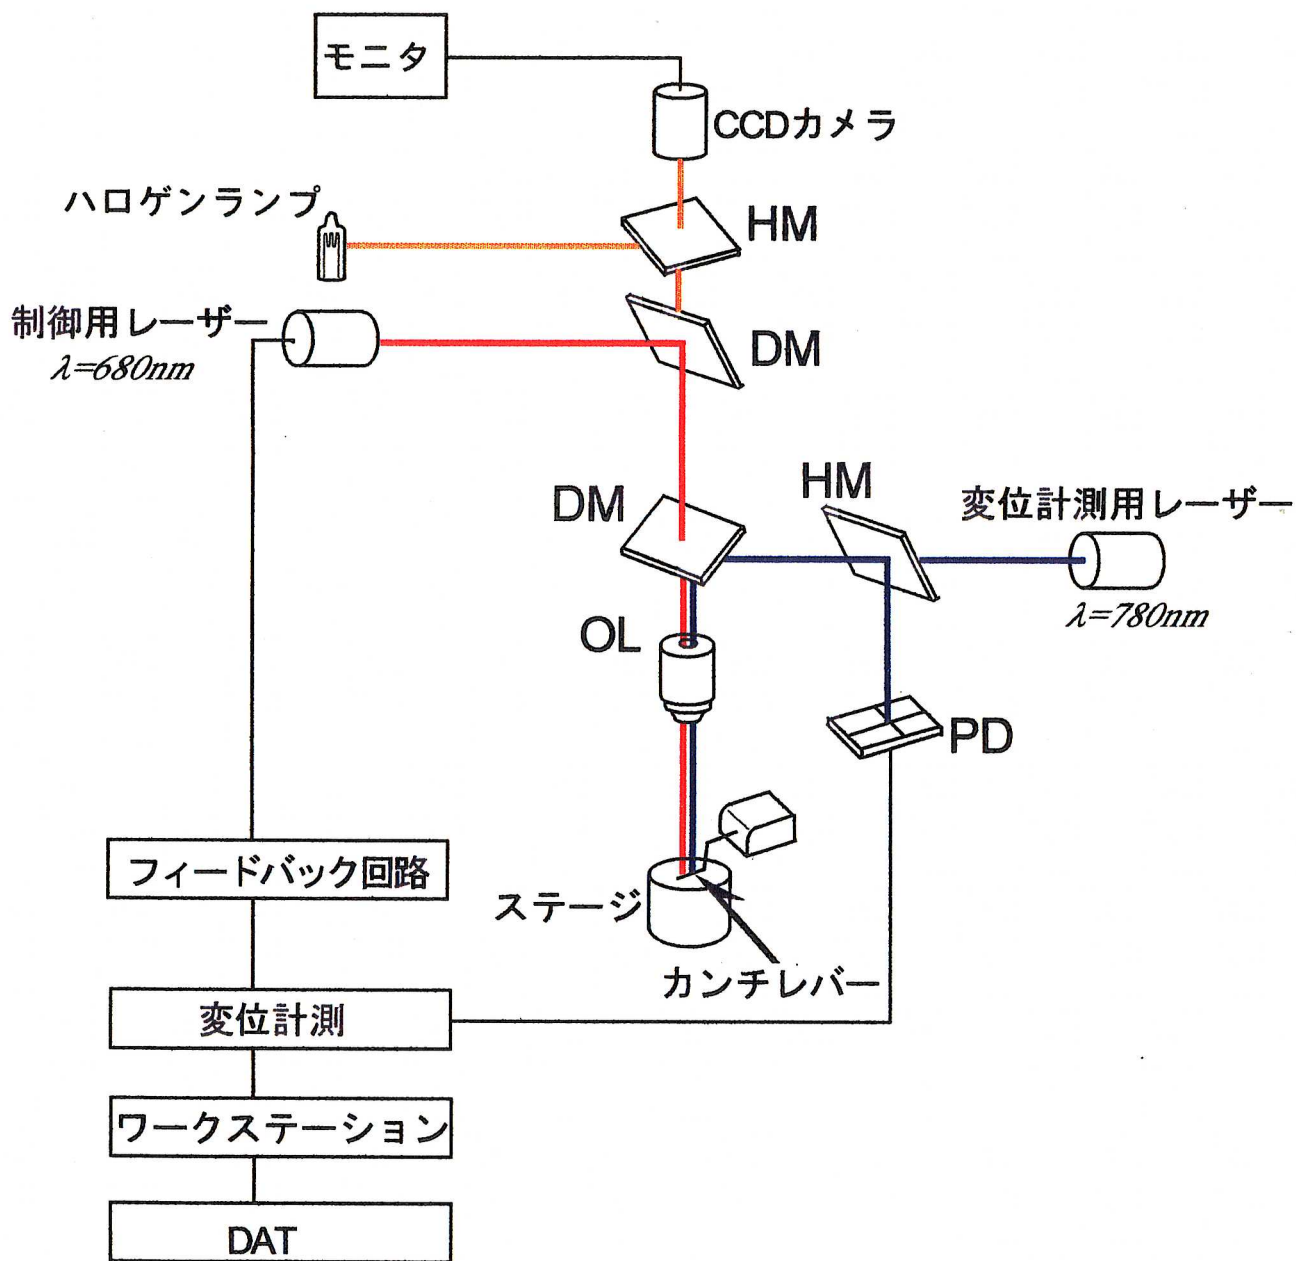 モニタ
CCDカメラ
ハロゲンランプ
HM
制御用レーザー
λ=680nm
DM
HM
DM
変位計測用レーザー
λ=780nm
OL
PD
フィードバック回路
ステージ
カンチレバー
変位計測
ワークステーション
DAT